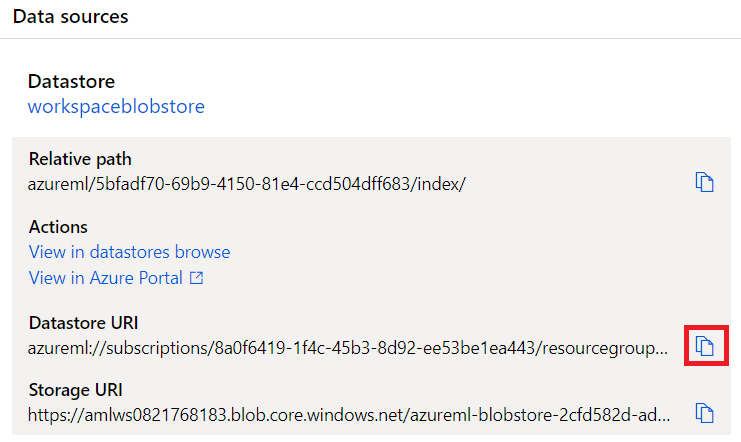 Data sources
Datastore
workspaceblobstore
Relative path
azureml/5bfadf70-69b9-4150-81e4-ccd504dff683/index/
Actions
View in datastores browse
View in Azure Portal
Datastore URI
azureml://subscriptions/8a0f6419-1f4c-45b3-8d92-ee53be1ea443/resourcegroup...
Storage URI
https://amlws0821768183.blob.core.windows.net/azureml-blobstore-2cfd582d-ad...